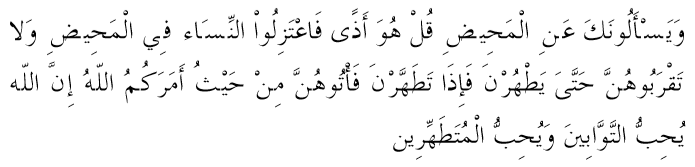 وَيَسْأَلُونَكَ عَنِ الْمَحِيضِ قُلْ هُوَ أَذًى فَاعْتَزِلُواْ النِّسَاء فِي الْمَحِيضِ وَلَا
تَقْرَبُوهُنَّ حَتَّىَ يَطْهُرْنَ فَإِذَا تَطَهَّرْنَ فَأْتُوهُنَّ مِنْ حَيْثُ أَمَرَكُمُ اللّهُ إِنَّ اللّه
يُحِبُّ التَّوَّابِينَ وَيُحِبُّ الْمُتَطَهِّرِين